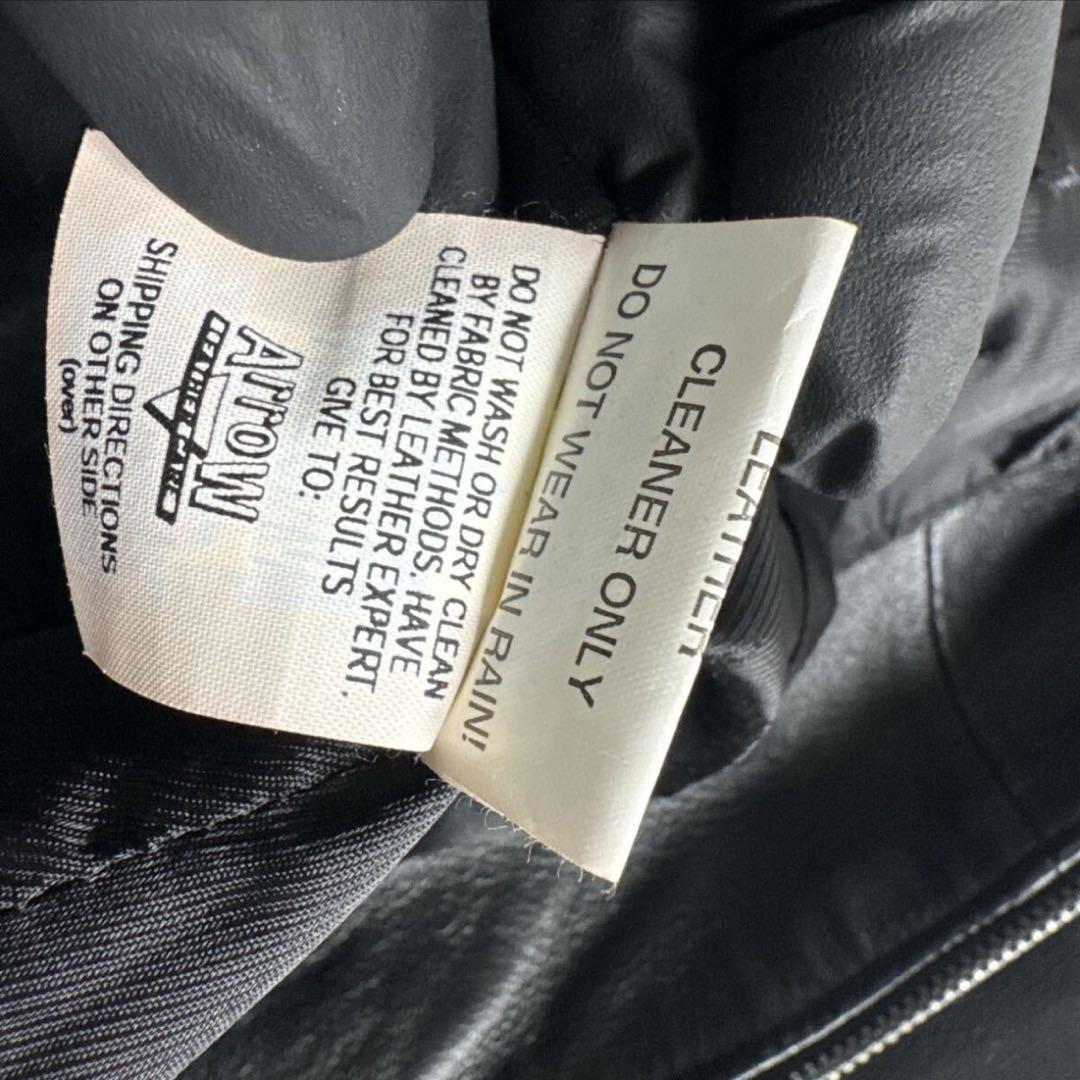 DO NOT WASH OR DRY CLEAN
BY FABRIC METHODS. HAVE
CLEANED BY LEATHER EXPERT.
FOR BEST RESULTS
GIVE TO:
Arrow
LEATHERCARE
SHIPPING DIRECTIONS
ON OTHER SIDE
(over)
LEATHER
CLEANER ONLY
DO NOT WEAR IN RAIN!